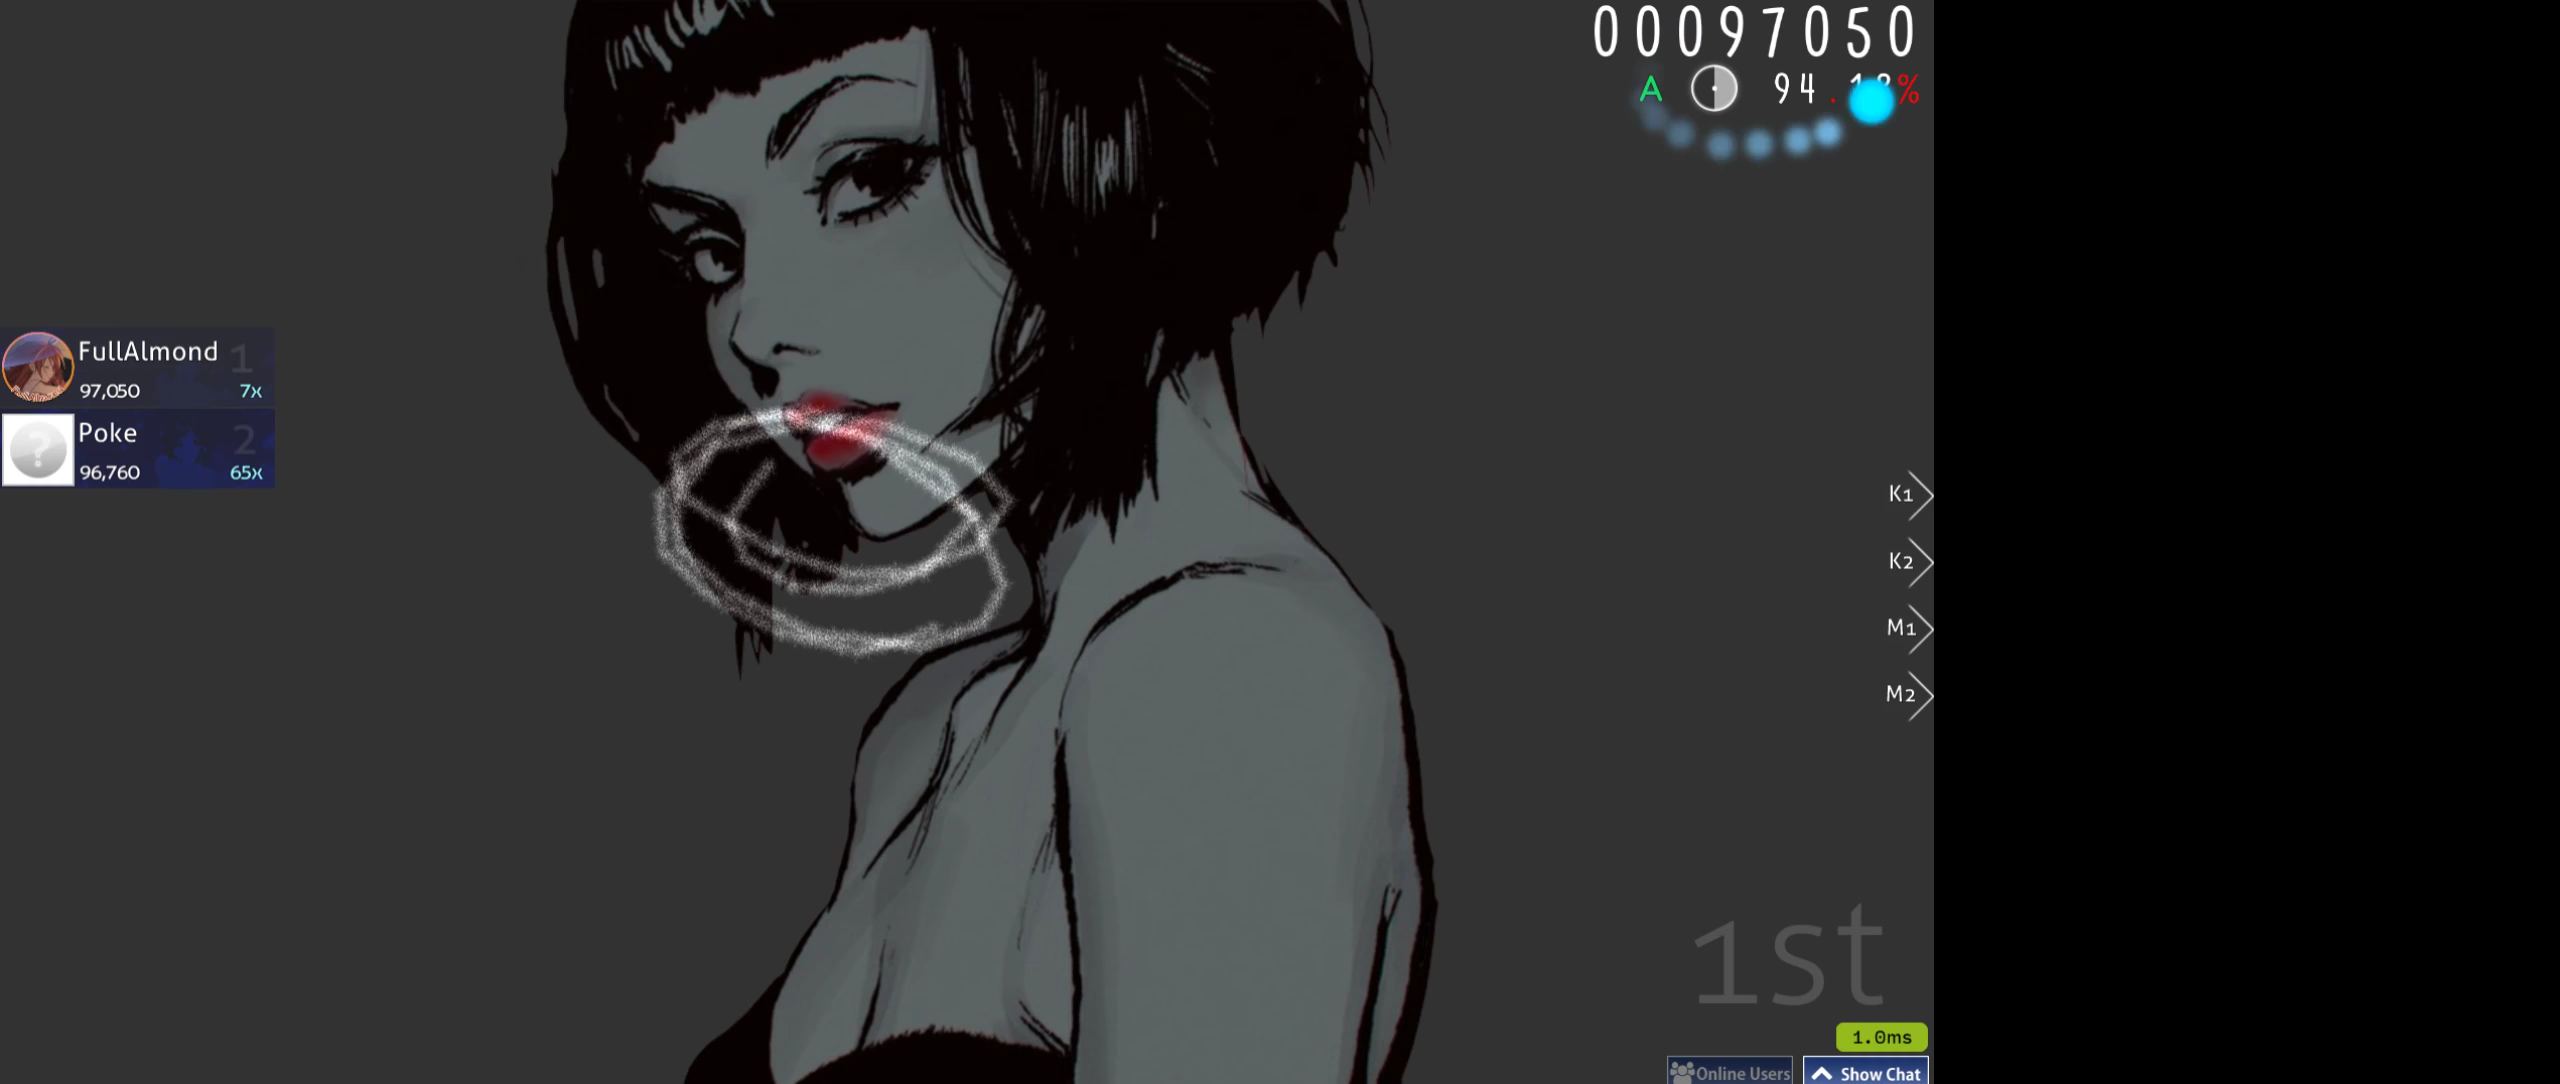 00097050
A 94. %
FullAlmond 1
97,050 7x
Poke 2
96,760 65x
K1
K2
M1
M2
1st
1.0ms
Online Users
Show Chat